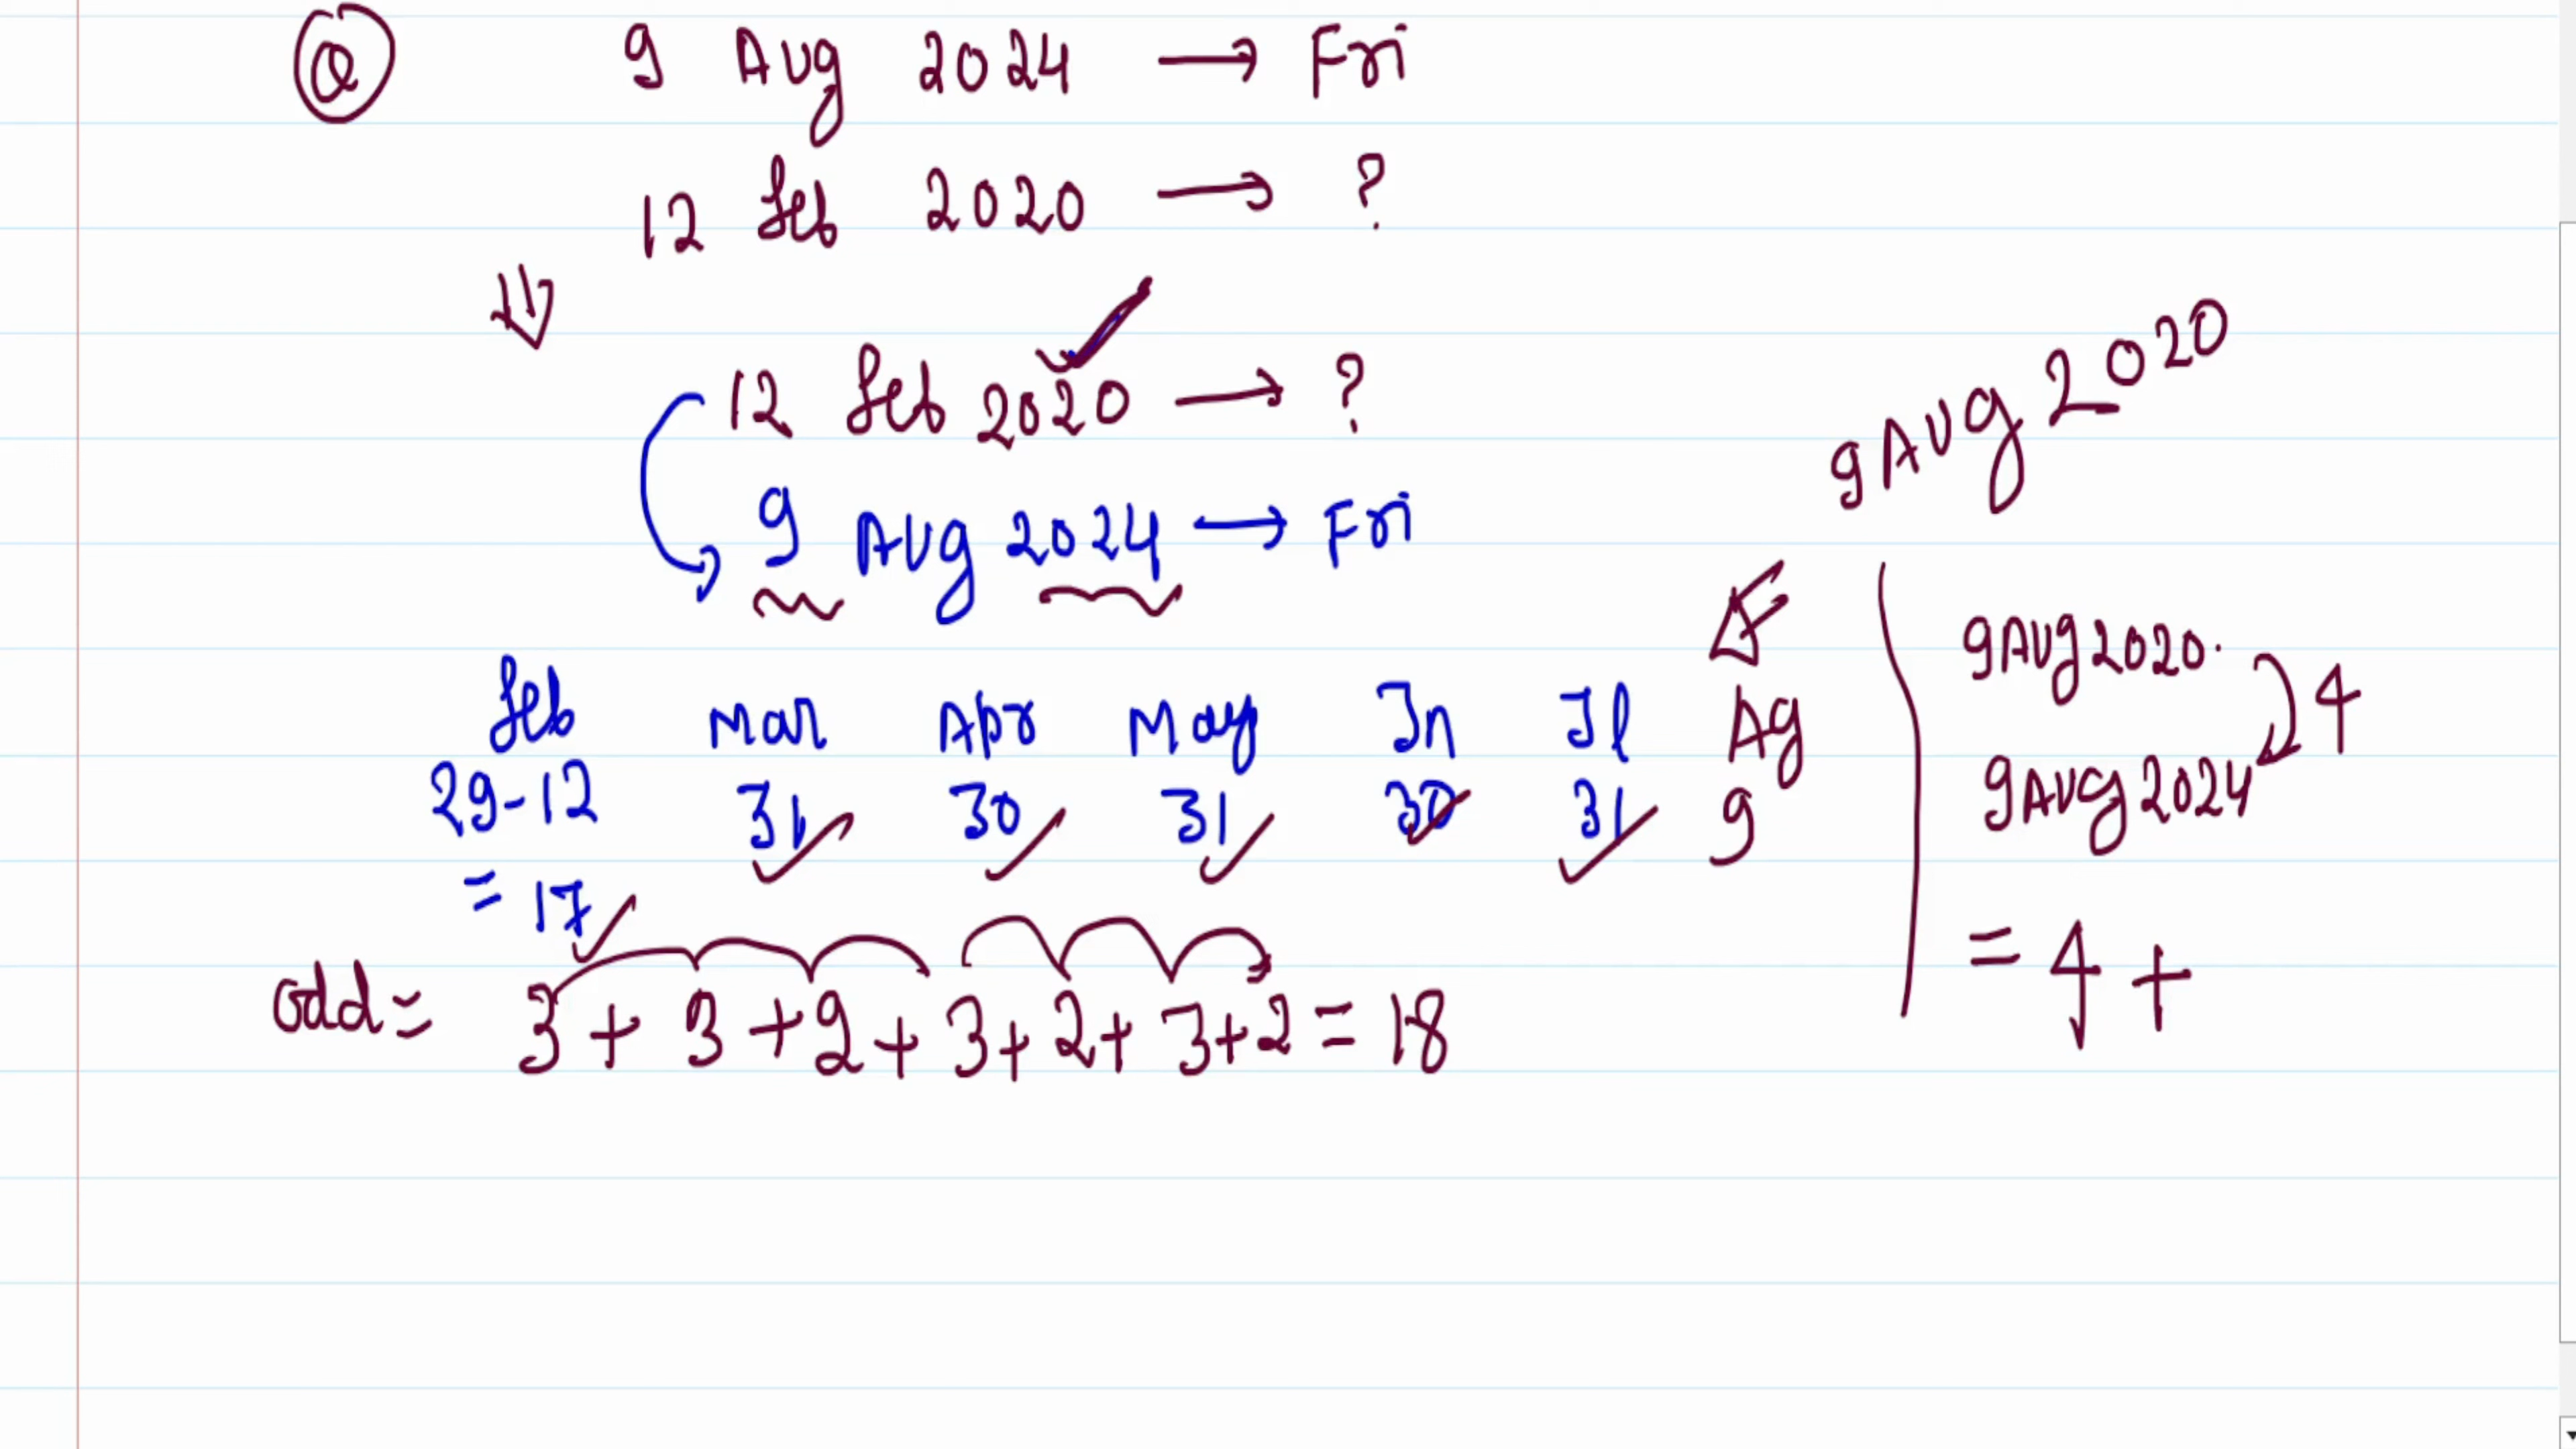 Q 9 Aug 2024 → Fri
12 Feb 2020 → ?
12 Feb 2020 → ?
9 Aug 2024 → Fri
Feb Mar Apr May Jn Jl Ag
29-12 31 30 31 30 31 9
= 17
odd = 3 + 3 + 2 + 3 + 2 + 3 + 2 = 18
9 Aug 2020
9 Aug 2020 .
4
9 Aug 2024
= 4 +